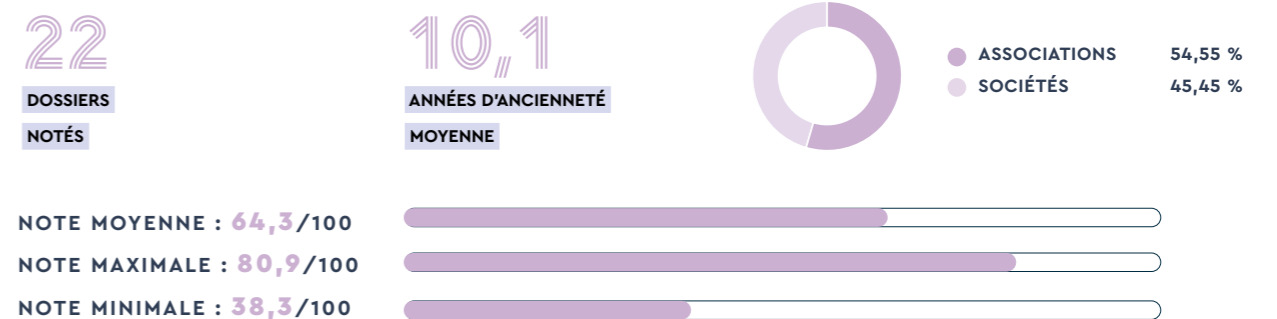 22
DOSSIERS
NOTÉS
10,1
ANNÉES D'ANCIENNETÉ
MOYENNE
ASSOCIATIONS 54,55 %
SOCIÉTÉS 45,45 %
NOTE MOYENNE : 64,3/100
NOTE MAXIMALE : 80,9/100
NOTE MINIMALE : 38,3/100